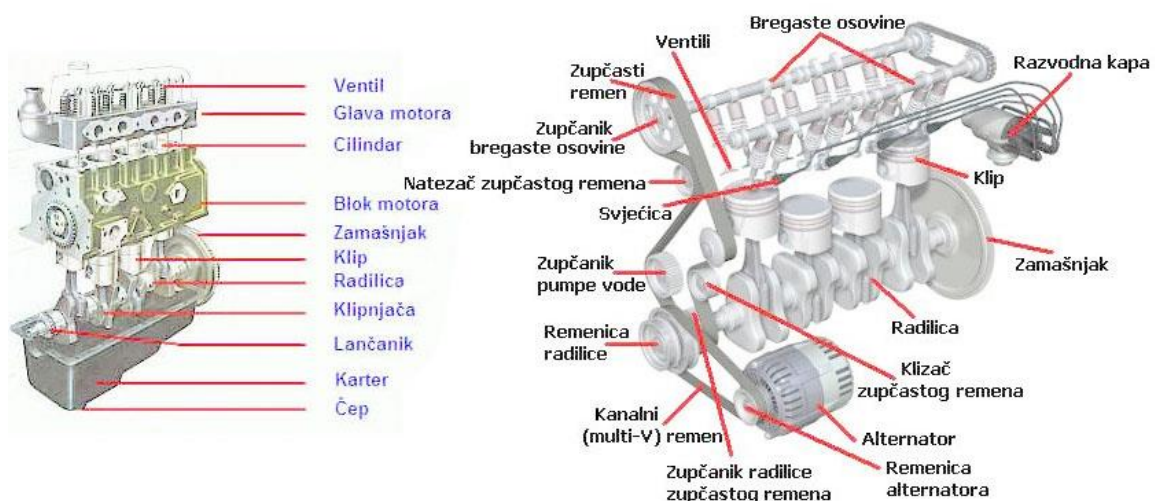 Ventil
Glava motora
Cilindar
Blok motora
Zamašnjak
Klip
Radilica
Klipnjača
Lančanik
Karter
Čep
Bregaste osovine
Ventili
Razvodna kapa
Zupčasti
remen
Zupčanik
bregaste osovine
Natezač zupčastog remena
Klip
Svjećica
Zupčanik
pumpe vode
Zamašnjak
Radilica
Remenica
radilice
Klizač
zupčastog remena
Kanalni
(multi-V) remen
Alternator
Zupčanik radilice
zupčastog remena
Remenica
alternatora